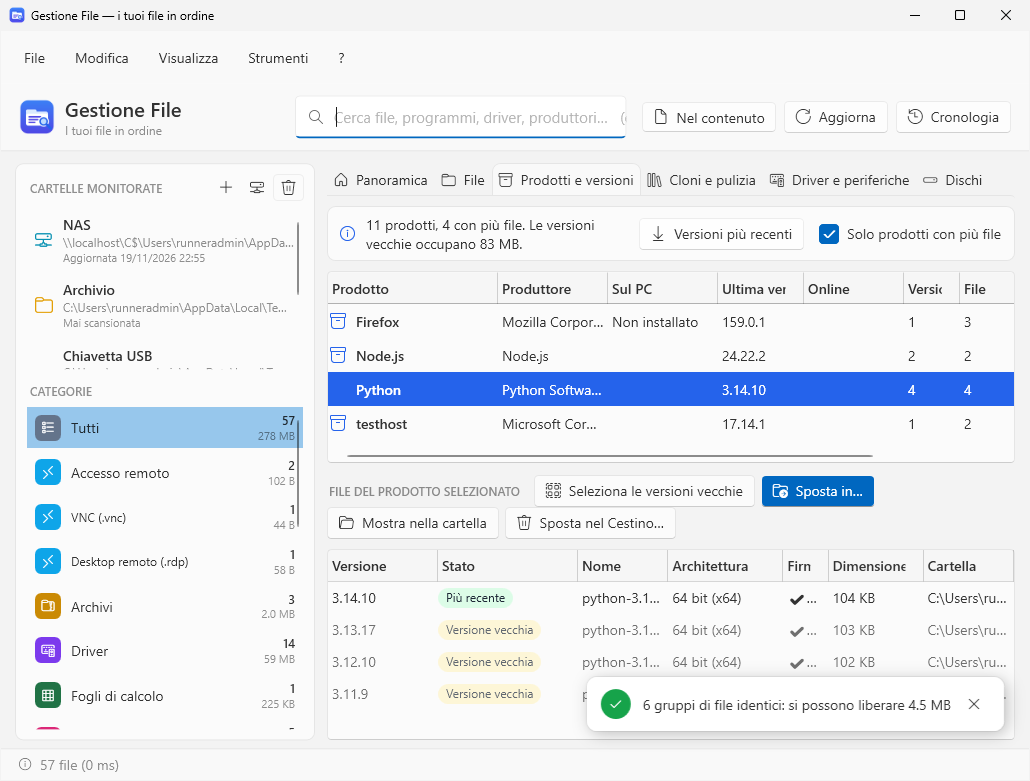 Gestione File — i tuoi file in ordine
File Modifica Visualizza Strumenti ?
Gestione File
I tuoi file in ordine
Cerca file, programmi, driver, produttori...
Nel contenuto
Aggiorna
Cronologia
CARTELLE MONITORATE
NAS
\\localhost\C$\Users\runneradmin\AppDa...
Aggiornata 19/11/2026 22:55
Archivio
C:\Users\runneradmin\AppData\Local\Te...
Mai scansionata
Chiavetta USB
CATEGORIE
Tutti 57
278 MB
Accesso remoto 2
102 B
VNC (.vnc) 1
44 B
Desktop remoto (.rdp) 1
58 B
Archivi 3
2.0 MB
Driver 14
59 MB
Fogli di calcolo 1
225 KB
Panoramica File Prodotti e versioni Cloni e pulizia Driver e periferiche Dischi
11 prodotti, 4 con più file. Le versioni
vecchie occupano 83 MB.
Versioni più recenti
Solo prodotti con più file
Prodotto Produttore Sul PC Ultima ver Online Versic File
Firefox Mozilla Corpor... Non installato 159.0.1 1 3
Node.js Node.js 24.22.2 2 2
Python Python Softwa... 3.14.10 4 4
testhost Microsoft Cor... 17.14.1 1 2
FILE DEL PRODOTTO SELEZIONATO
Seleziona le versioni vecchie
Sposta in...
Mostra nella cartella
Sposta nel Cestino...
Versione Stato Nome Architettura Firn Dimensione Cartella
3.14.10 Più recente python-3.1... 64 bit (x64) ... 104 KB C:\Users\ru...
3.13.17 Versione vecchia python-3.1... 64 bit (x64) ... 103 KB C:\Users\ru...
3.12.10 Versione vecchia python-3.1... 64 bit (x64) ... 102 KB C:\Users\ru...
3.11.9 Versione vecchia
6 gruppi di file identici: si possono liberare 4.5 MB
57 file (0 ms)